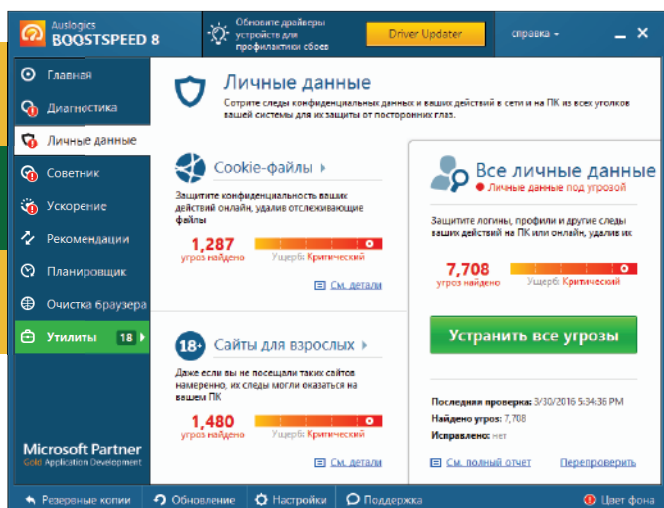 Auslogics
BOOSTSPEED 8
Обновите драйверы
устройств для
профилактики сбоев
Driver Updater
справка
Главная
Диагностика
Личные данные
Советник
Ускорение
Рекомендации
Планировщик
Очистка браузера
Утилиты 18
Microsoft Partner
Gold Application Development
Личные данные
Сотрите следы конфиденциальных данных и ваших действий в сети и на ПК из всех уголков
вашей системы для их защиты от посторонних глаз.
Cookie-файлы
Защитите конфиденциальность ваших
действий онлайн, удалив отслеживающие
файлы
1,287
угроз найдено
Ущерб: Критический
См. детали
18+ Сайты для взрослых
Даже если вы не посещали таких сайтов
намеренно, их следы могли оказаться на
вашем ПК
1,480
угроз найдено
Ущерб: Критический
См. детали
Все личные данные
Личные данные под угрозой
Защитите логины, профили и другие следы
ваших действий на ПК или онлайн, удалив их
7,708
угроз найдено
Ущерб: Критический
Устранить все угрозы
Последняя проверка: 3/30/2016 5:34:36 PM
Найдено угроз: 7,708
Исправлено: нет
См. полный отчет
Перепроверить
Резервные копии
Обновление
Настройки
Поддержка
Цвет фона